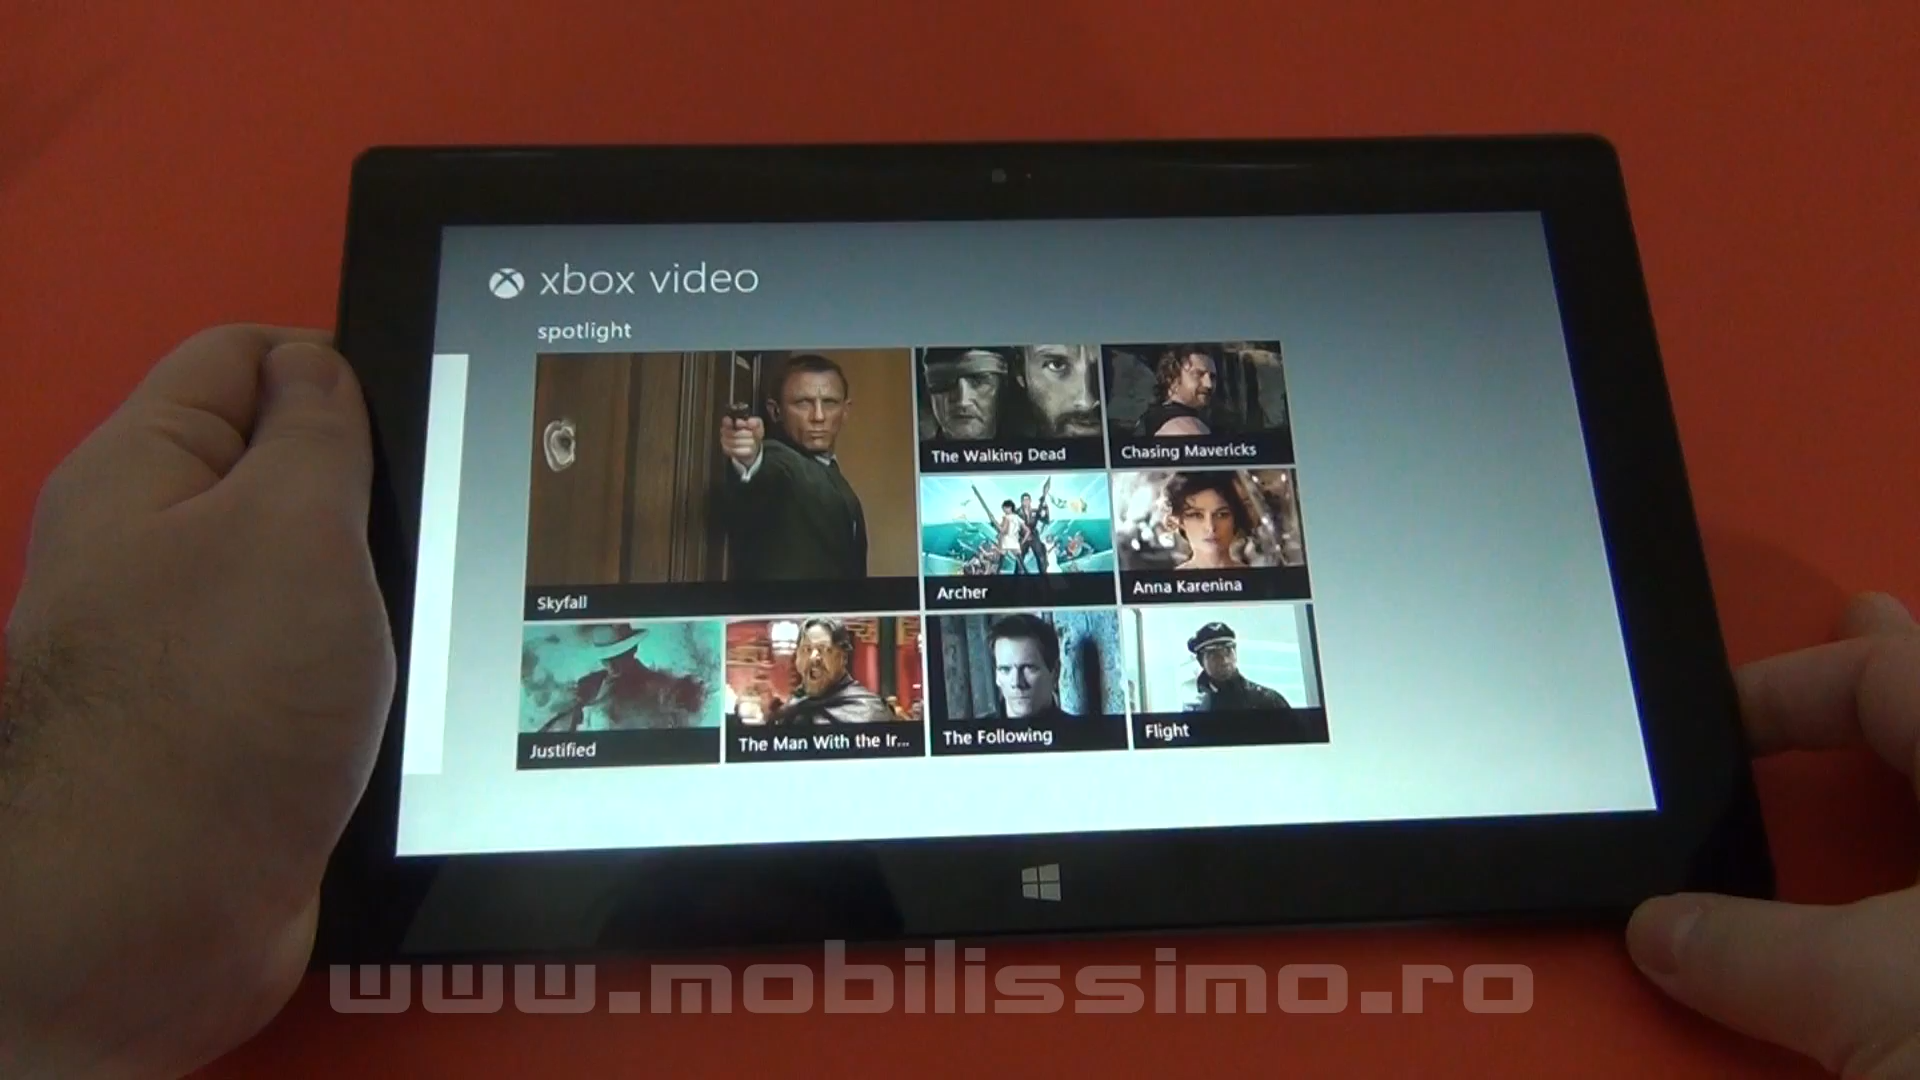 xbox video
spotlight
Skyfall
The Walking Dead
Chasing Mavericks
Archer
Anna Karenina
Justified
The Man With the Ir...
The Following
Flight
www.mobilissimo.ro